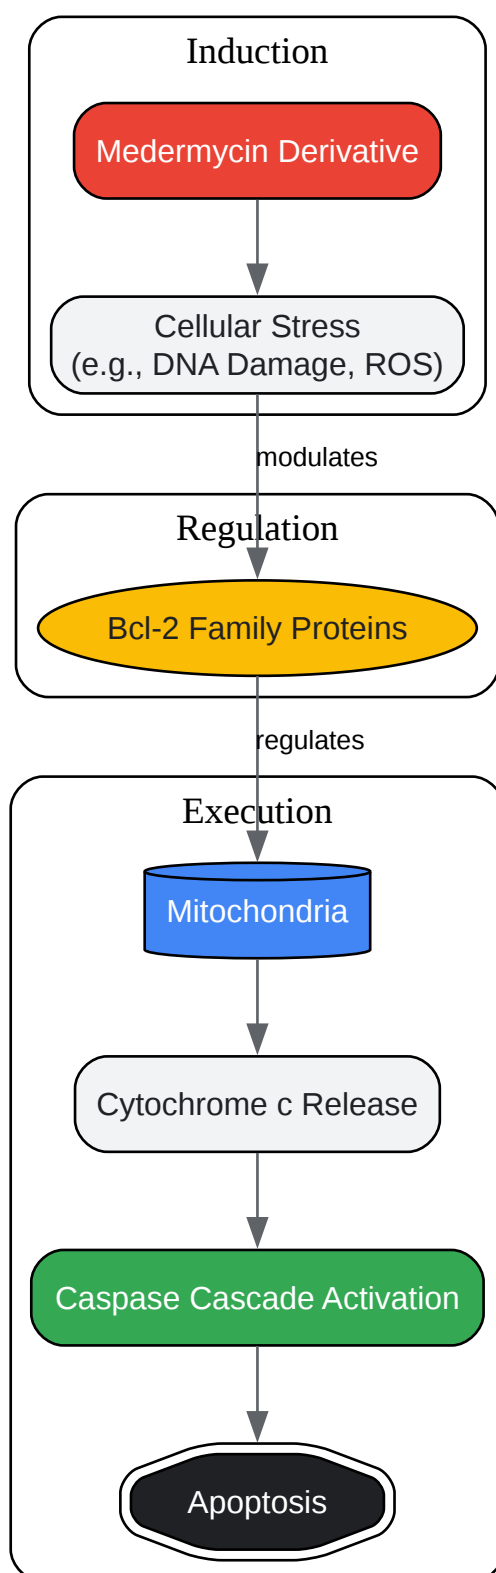 Induction
Medermycin Derivative
Cellular Stress
(e.g., DNA Damage, ROS)
modulates
Regulation
Bcl-2 Family Proteins
regulates
Execution
Mitochondria
Cytochrome c Release
Caspase Cascade Activation
Apoptosis